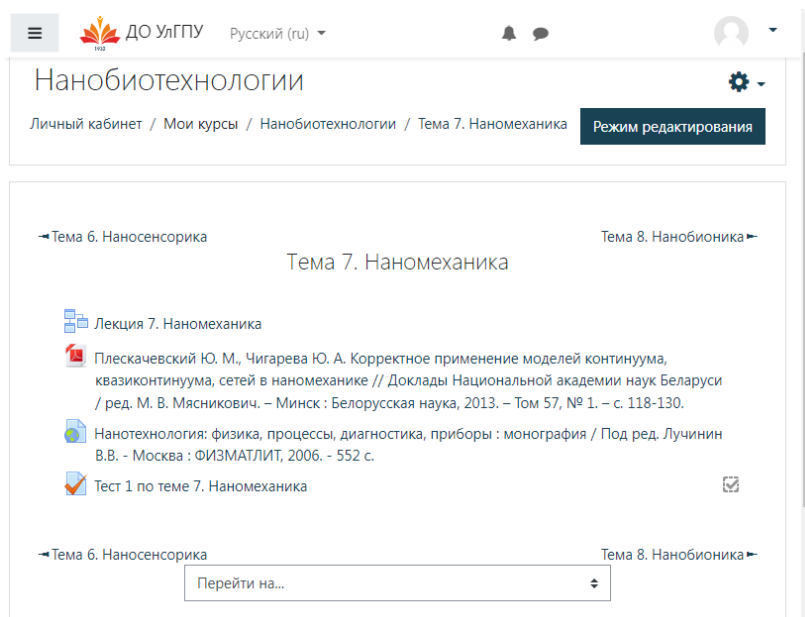 ДО УлГПУ
Русский (ru)
1932
Нанобиотехнологии
Личный кабинет / Мои курсы / Нанобиотехнологии / Тема 7. Наномеханика
Режим редактирования
Тема 6. Наносенсорика
Тема 8. Нанобионика
Тема 7. Наномеханика
Лекция 7. Наномеханика
Плескачевский Ю. М., Чигарева Ю. А. Корректное применение моделей континуума,
квазиконтинуума, сетей в наномеханике // Доклады Национальной академии наук Беларуси
/ ред. М. В. Мясникович. – Минск : Белорусская наука, 2013. – Том 57, № 1. – с. 118-130.
Нанотехнология: физика, процессы, диагностика, приборы : монография / Под ред. Лучинин
В.В. - Москва : ФИЗМАТЛИТ, 2006. - 552 с.
Тест 1 по теме 7. Наномеханика
Тема 6. Наносенсорика
Тема 8. Нанобионика
Перейти на...